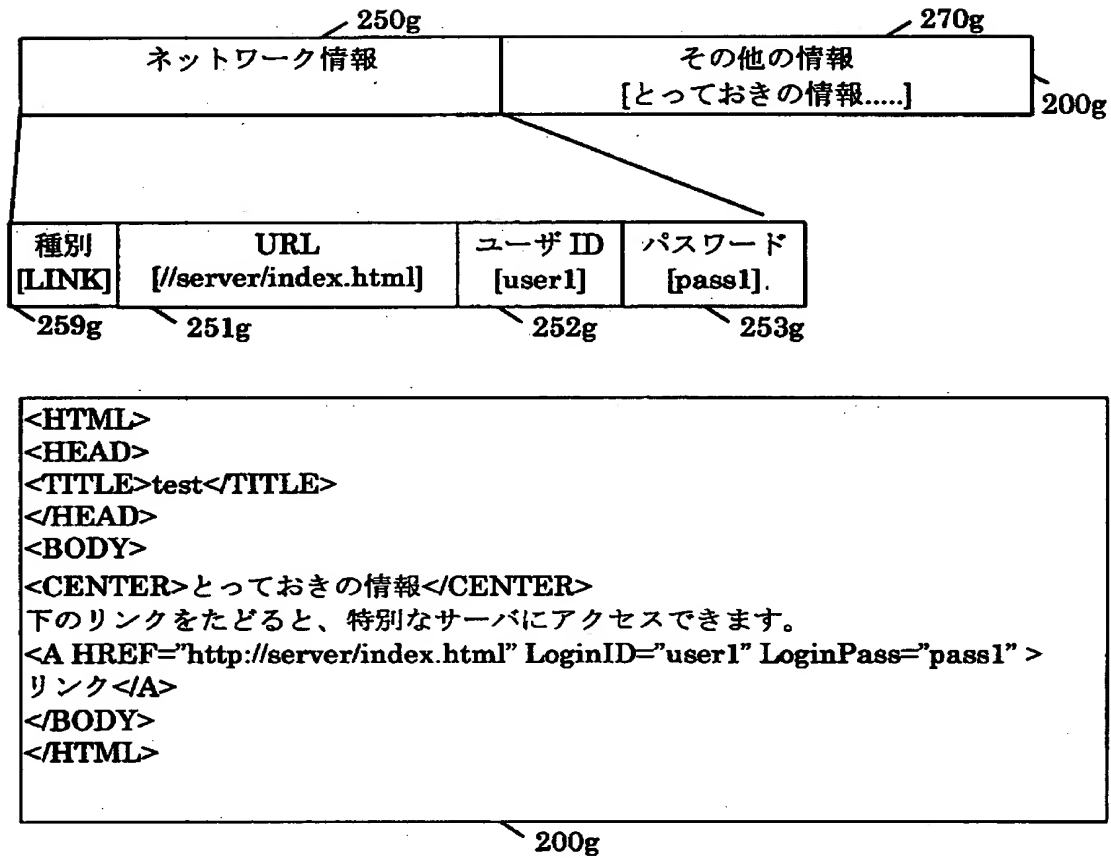 250g
270g
ネットワーク情報
その他の情報
[とっておきの情報.....]
200g
種別
[LINK]
URL
[//server/index.html]
ユーザ ID
[user1]
パスワード
[pass1].
259g
251g
252g
253g
<HTML>
<HEAD>
<TITLE>test</TITLE>
</HEAD>
<BODY>
<CENTER>とっておきの情報</CENTER>
下のリンクをたどると、特別なサーバにアクセスできます。
<A HREF="http://server/index.html" LoginID="user1" LoginPass="pass1" >
リンク</A>
</BODY>
</HTML>
200g